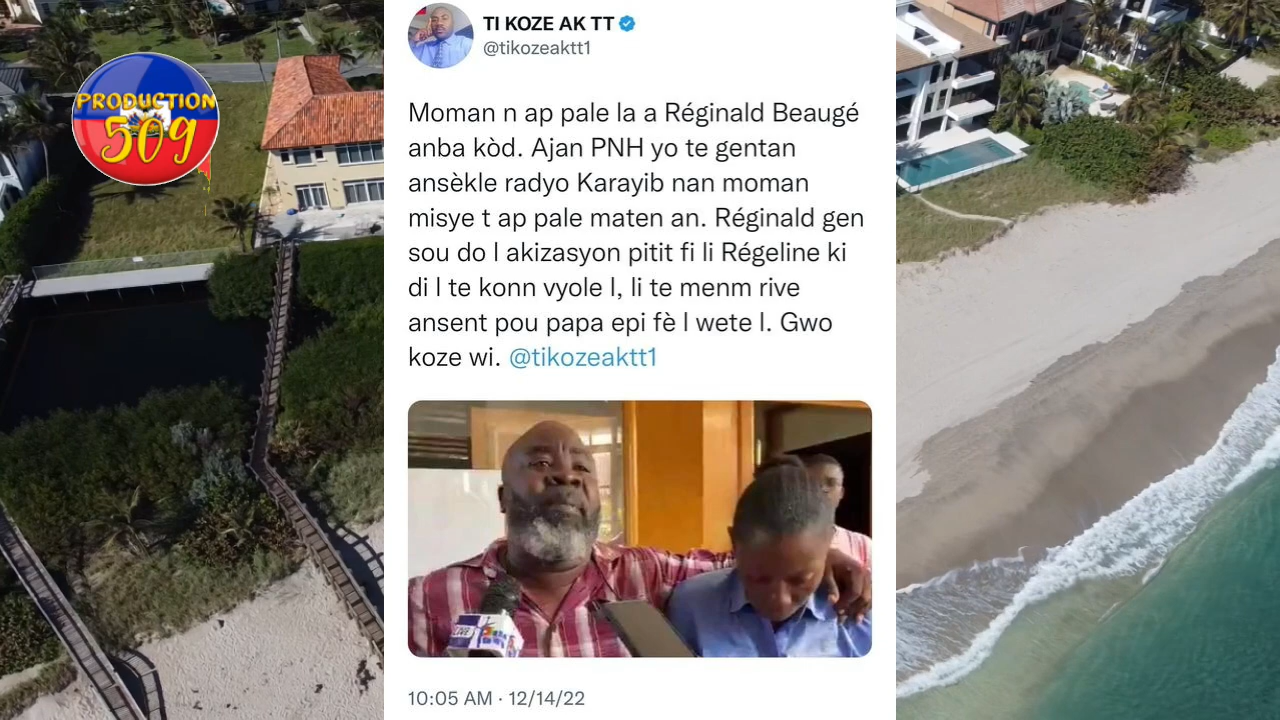 PRODUCTION
509
TI KOZE AK TT
@tikozeaktt1
Moman n ap pale la a Réginald Beaugé
anba kòd. Ajan PNH yo te gentan
ansèkle radyo Karayib nan moman
misye t ap pale maten an. Réginald gen
sou do l akizasyon pitit fi li Régeline ki
di l te konn vyole l, li te menm rive
ansent pou papa epi fè l wete l. Gwo
koze wi. @tikozeaktt1
10:05 AM · 12/14/22